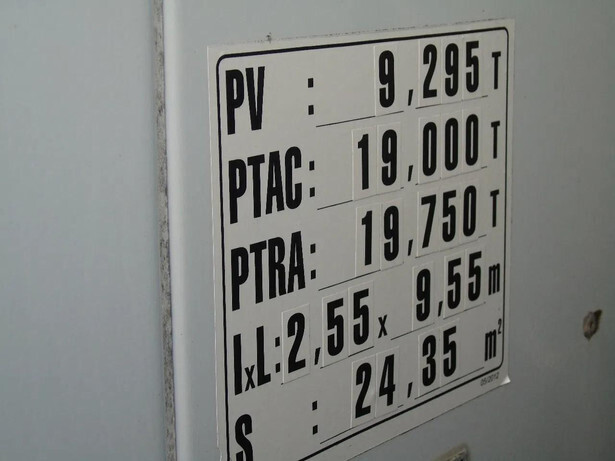 PV : 9,295 T
PTAC: 19,000 T
PTRA: 19,750 T
IxL: 2,55 x 9,55 m
S : 24,35 m²